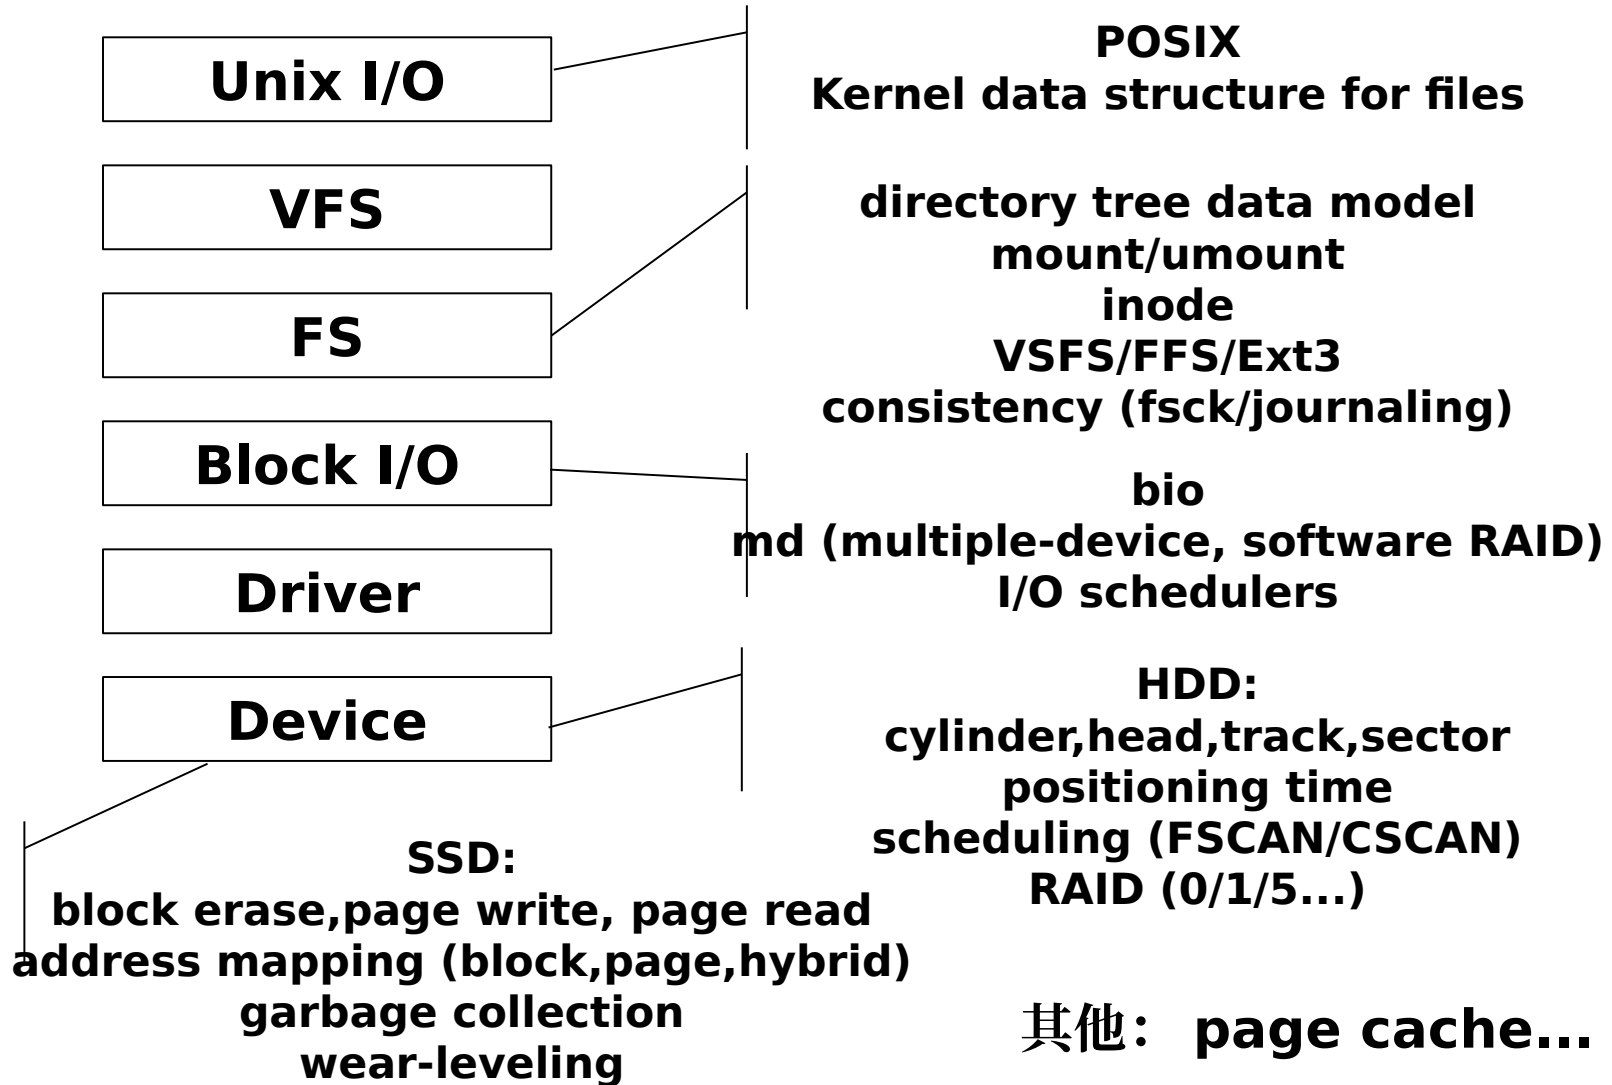 Unix I/O
VFS
FS
Block I/O
Driver
Device
POSIX
Kernel data structure for files
directory tree data model
mount/umount
inode
VSFS/FFS/Ext3
consistency (fsck/journaling)
bio
md (multiple-device, software RAID)
I/O schedulers
HDD:
cylinder,head,track,sector
positioning time
scheduling (FSCAN/CSCAN)
RAID (0/1/5...)
SSD:
block erase,page write, page read
address mapping (block,page,hybrid)
garbage collection
wear-leveling
其他： page cache...